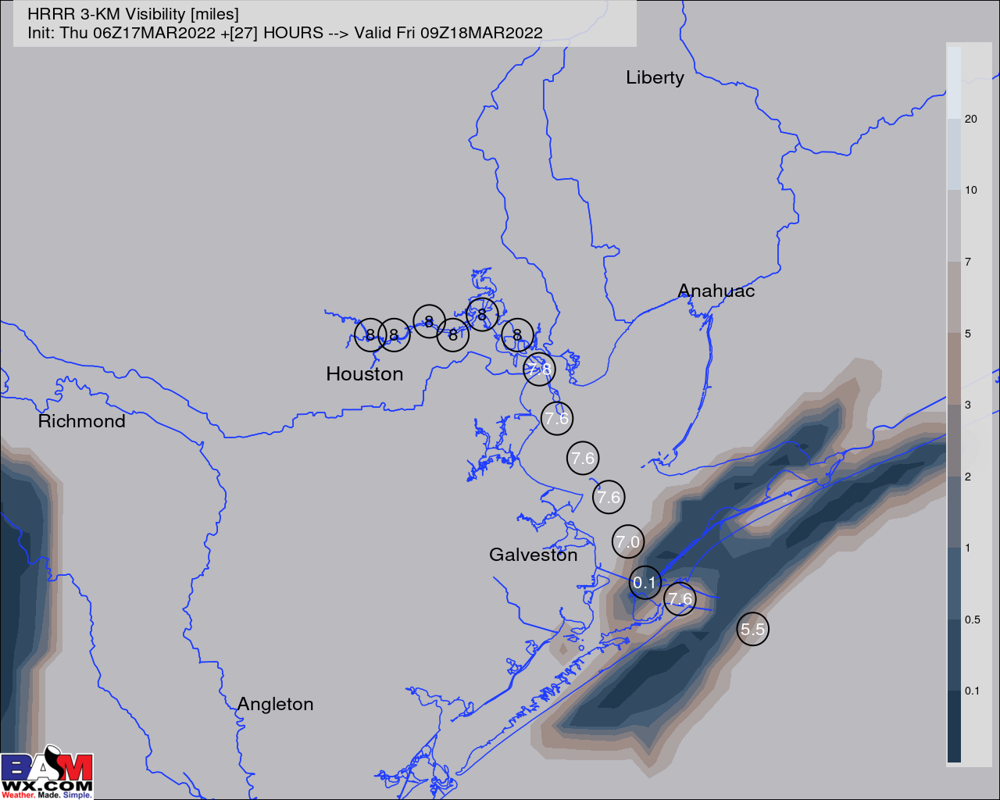 HRRR 3-KM Visibility [miles]
Init: Thu 06Z17MAR2022 +[27] HOURS --> Valid Fri 09Z18MAR2022
Liberty
20
10
7
Anahuac
8
8
8
8
8
8
5
7.8
Houston
3
Richmond
7.6
7.6
2
7.6
7.0
1
Galveston
0.1
7.6
0.5
5.5
0.1
Angleton
BAM
WX.COM
Weather. Made. Simple.